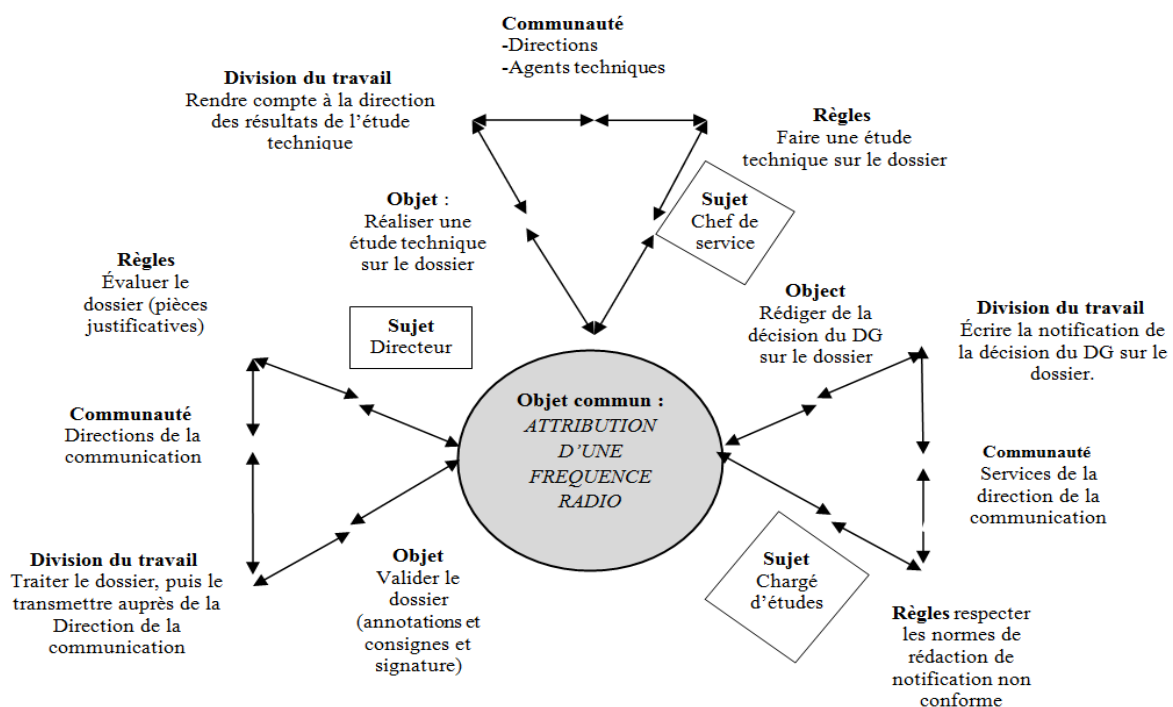 Communauté
-Directions
-Agents techniques
Division du travail
Rendre compte à la direction
des résultats de l’étude
technique
Règles
Faire une étude
technique sur le dossier
Objet :
Réaliser une
étude technique
sur le dossier
Sujet
Chef de
service
Règles
Évaluer le
dossier (pièces
justificatives)
Sujet
Directeur
Object
Rédiger de la
décision du DG
sur le dossier
Division du travail
Écrire la notification de
la décision du DG sur le
dossier.
Communauté
Directions de la
communication
Objet commun :
ATTRIBUTION
D’UNE
FREQUENCE
RADIO
Communauté
Services de la
direction de la
communication
Division du travail
Traiter le dossier, puis le
transmettre auprès de la
Direction de la
communication
Objet
Valider le
dossier
(annotations et
consignes et
signature)
Sujet
Chargé
d’études
Règles respecter
les normes de
rédaction de
notification non
conforme